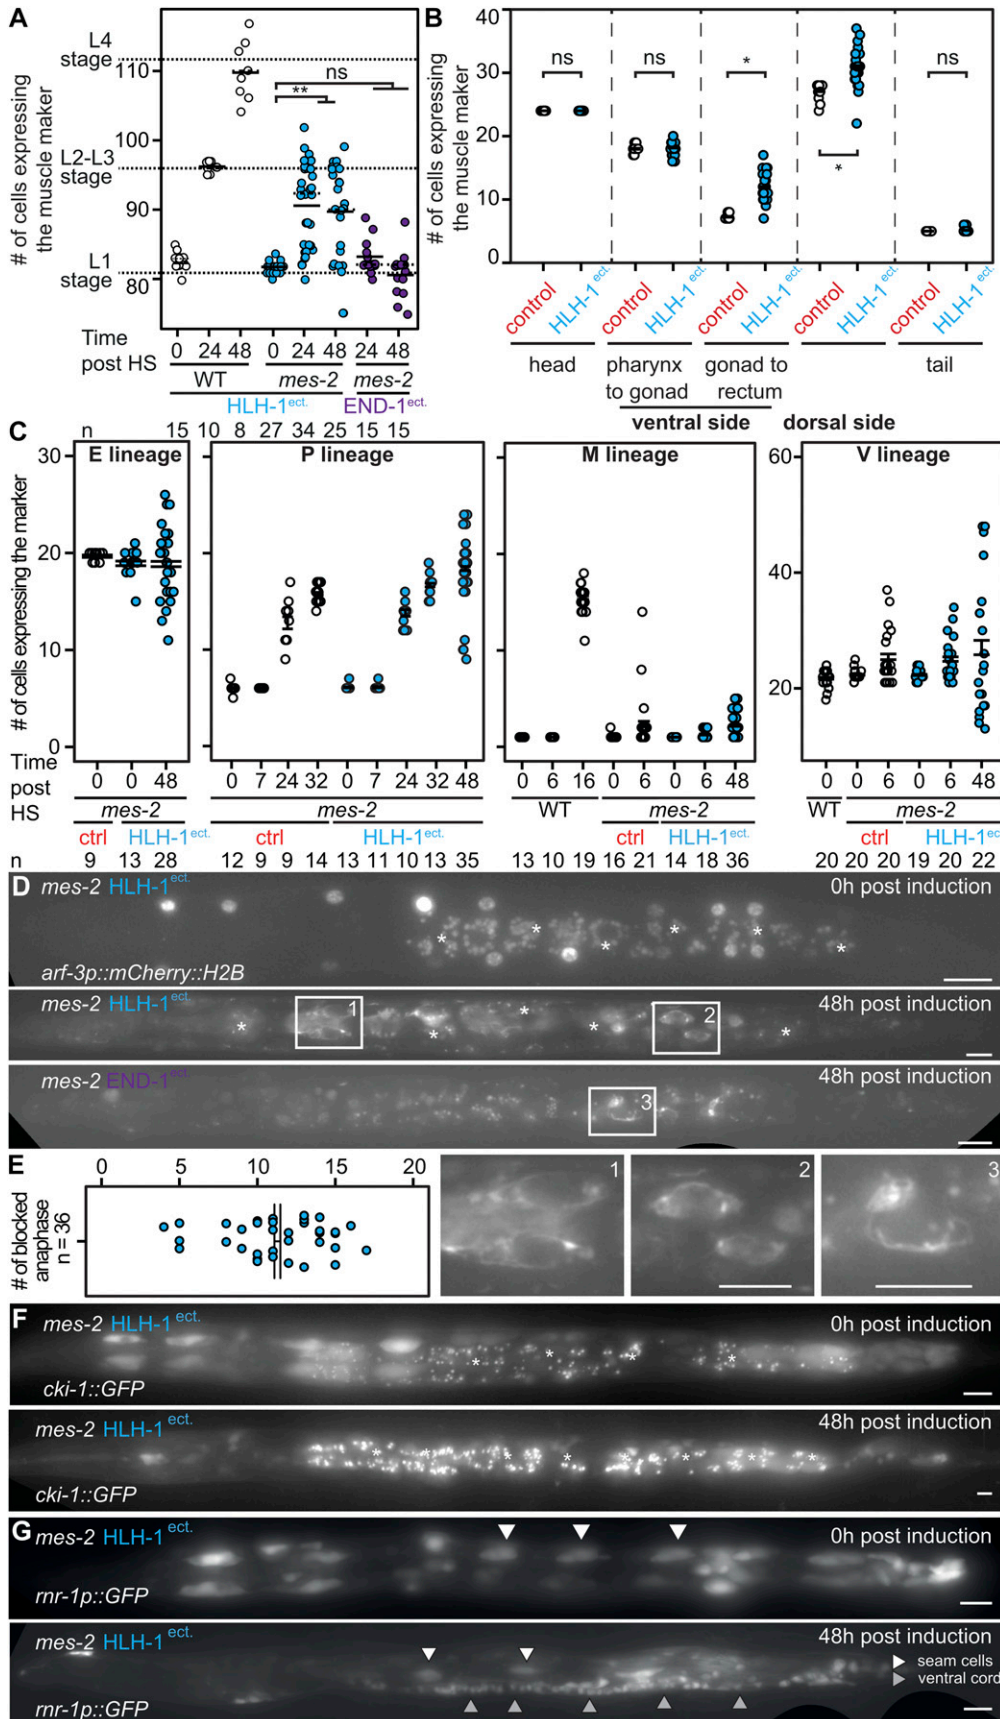 A
# of cells expressing
the muscle maker
L4
stage
L2-L3
stage
L1
stage
110
100
90
80
ns
**
Time
post HS
0 24 48 0 24 48 24 48
WT mes-2 mes-2
HLH-1ect. END-1ect.
n 15 10 8 27 34 25 15 15
B
# of cells expressing
the muscle maker
40
30
20
10
0
ns ns * * ns
control HLH-1ect. control HLH-1ect. control HLH-1ect. control HLH-1ect. control HLH-1ect.
head pharynx to gonad gonad to rectum tail
ventral side dorsal side
C
# of cells expressing the marker
E lineage P lineage M lineage V lineage
30
20
10
0
60
40
20
Time
post
HS
0 0 48 0 7 24 32 0 7 24 32 48 0 6 16 0 6 0 6 48 0 0 6 0 6 48
mes-2 mes-2 WT mes-2 WT mes-2
ctrl HLH-1ect. ctrl HLH-1ect. ctrl HLH-1ect. ctrl HLH-1ec
n 9 13 28 12 9 9 14 13 11 10 13 35 13 10 19 16 21 14 18 36 20 20 20 19 20 22
D mes-2 HLH-1ect. 0h post induction
* * * * * *
arf-3p::mCherry::H2B
mes-2 HLH-1ect. 48h post induction
1 2
* * * * *
mes-2 END-1ect. 48h post induction
3
E
0 5 10 15 20
# of blocked
anaphase
n = 36
1 2 3
F mes-2 HLH-1ect. 0h post induction
* * * *
cki-1::GFP
mes-2 HLH-1ect. 48h post induction
* * * * * * * *
cki-1::GFP
G mes-2 HLH-1ect. 0h post induction
rnr-1p::GFP
mes-2 HLH-1ect. 48h post induction
seam cells
ventral cord
rnr-1p::GFP